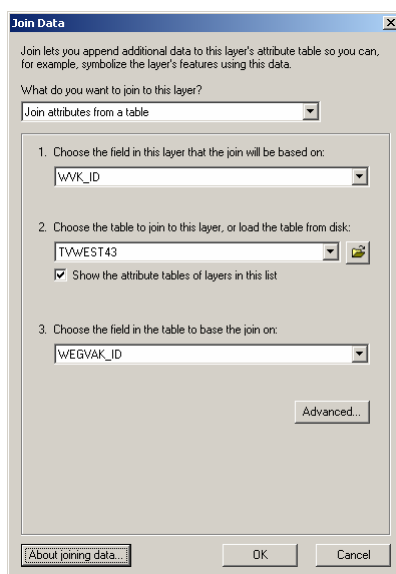 Join Data
Join lets you append additional data to this layer's attribute table so you can,
for example, symbolize the layer's features using this data.
What do you want to join to this layer?
Join attributes from a table
1. Choose the field in this layer that the join will be based on:
WVK_ID
2. Choose the table to join to this layer, or load the table from disk:
TVWEST43
Show the attribute tables of layers in this list
3. Choose the field in the table to base the join on:
WEGVAK_ID
Advanced...
About joining data...
OK
Cancel